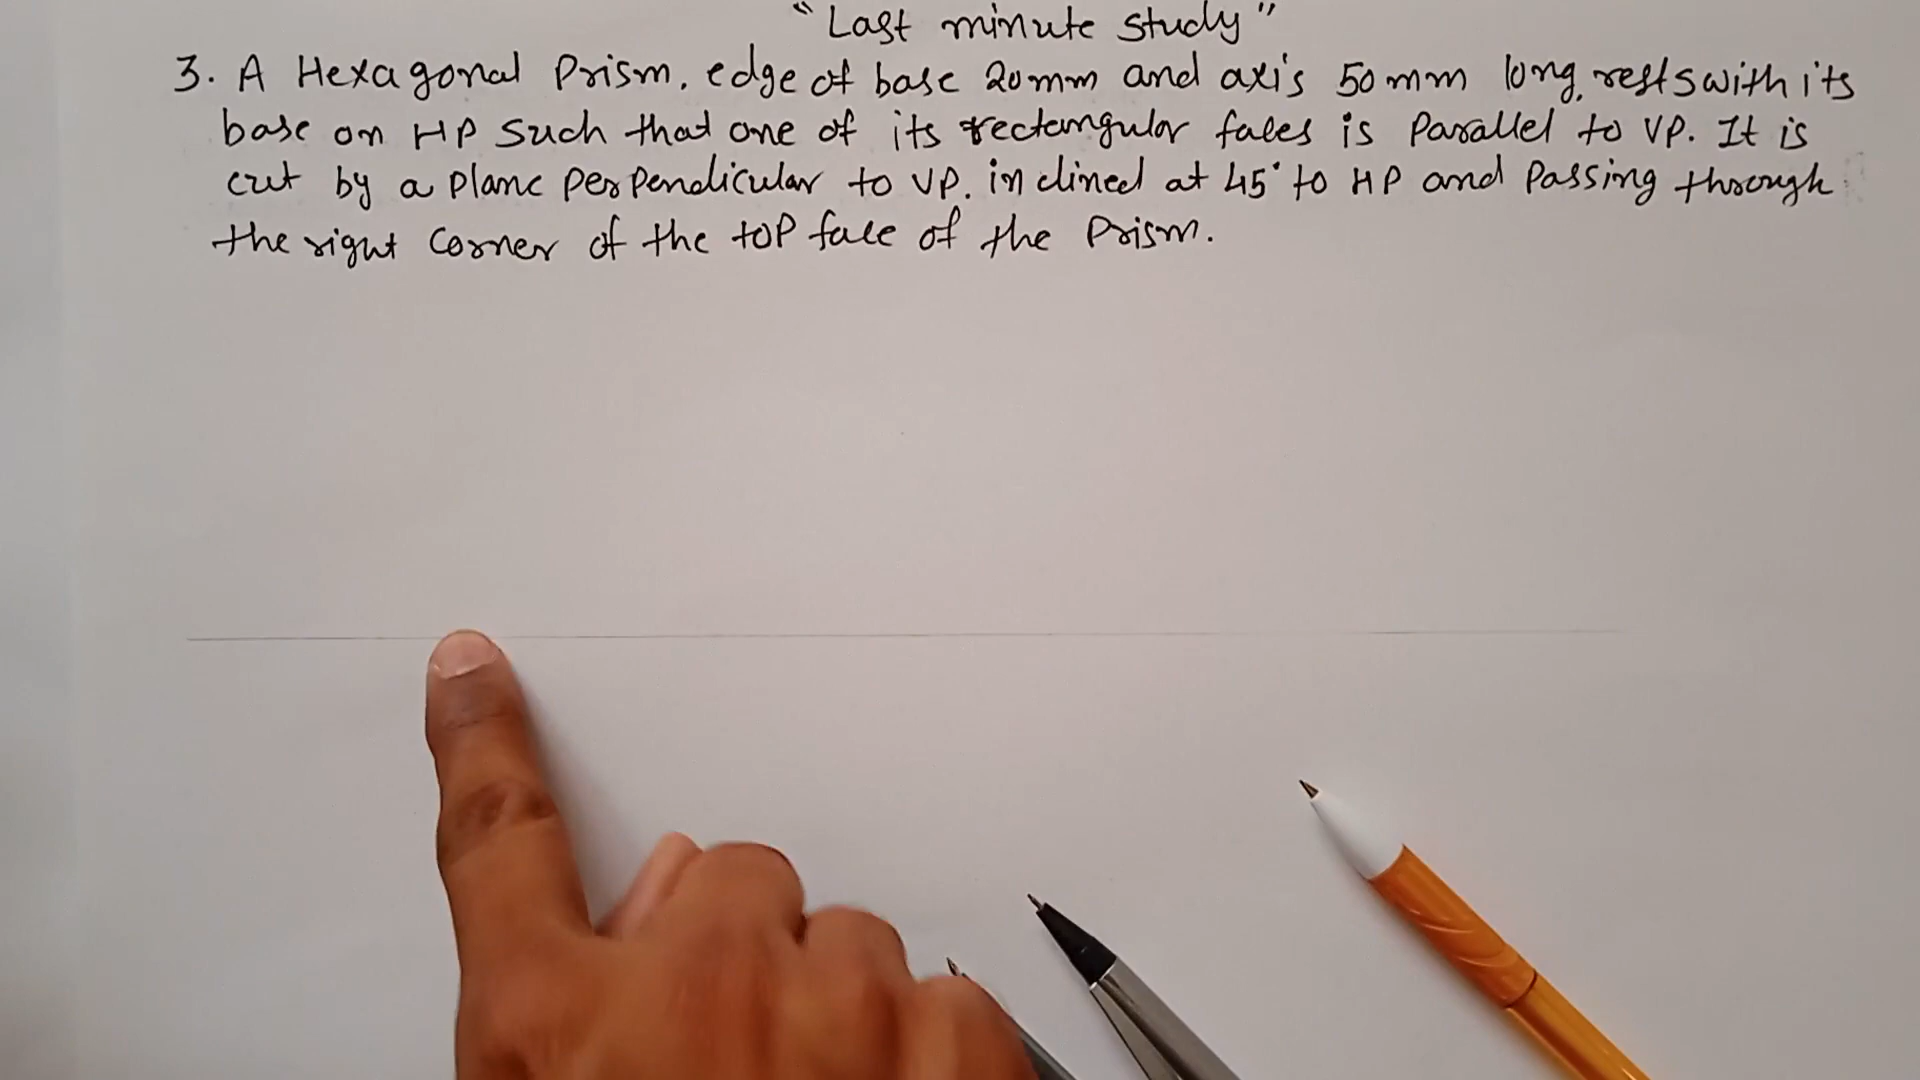 "Last minute study"
3. A Hexagonal Prism, edge of base 20mm and axis 50mm long, rests with its
base on HP such that one of its rectangular faces is Parallel to VP. It is
cut by a plane perpendicular to VP. inclined at 45° to HP and Passing through
the right Corner of the top face of the Prism.